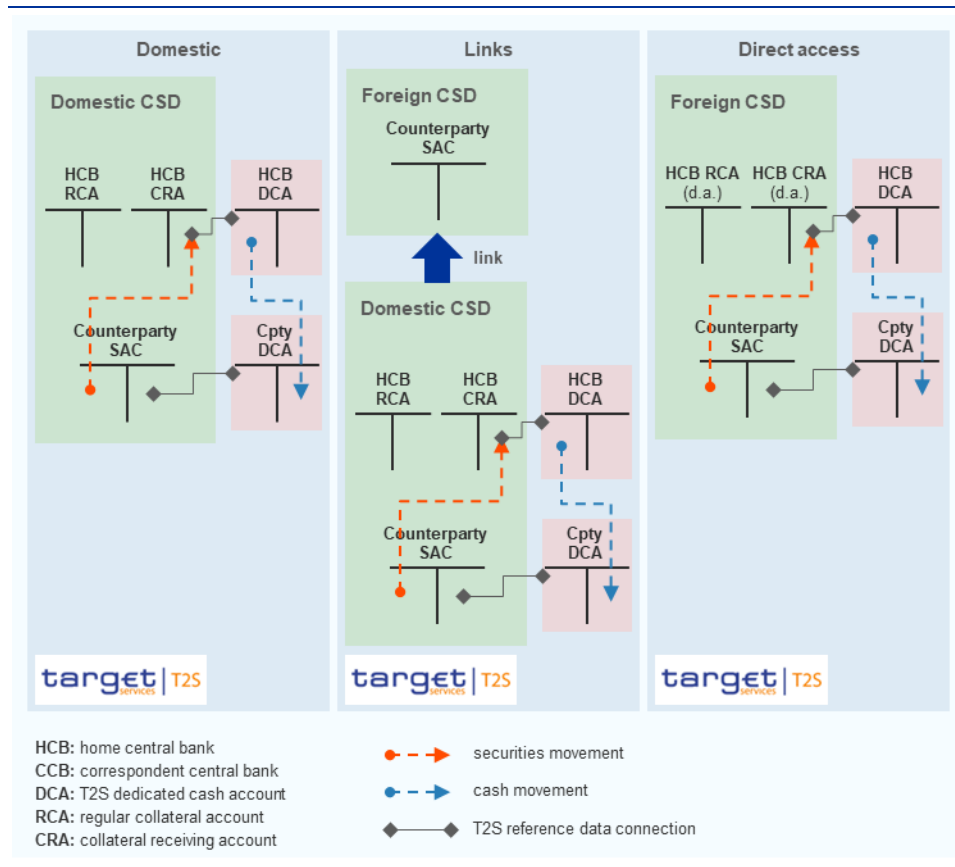 Domestic
Domestic CSD
HCB
RCA
HCB
CRA
HCB
DCA
Counterparty
SAC
Cpty
DCA
target services | T2S
Links
Foreign CSD
Counterparty
SAC
link
Domestic CSD
HCB
RCA
HCB
CRA
HCB
DCA
Counterparty
SAC
Cpty
DCA
target services | T2S
Direct access
Foreign CSD
HCB RCA
(d.a.)
HCB CRA
(d.a.)
HCB
DCA
Counterparty
SAC
Cpty
DCA
target services | T2S
HCB: home central bank
CCB: correspondent central bank
DCA: T2S dedicated cash account
RCA: regular collateral account
CRA: collateral receiving account
securities movement
cash movement
T2S reference data connection